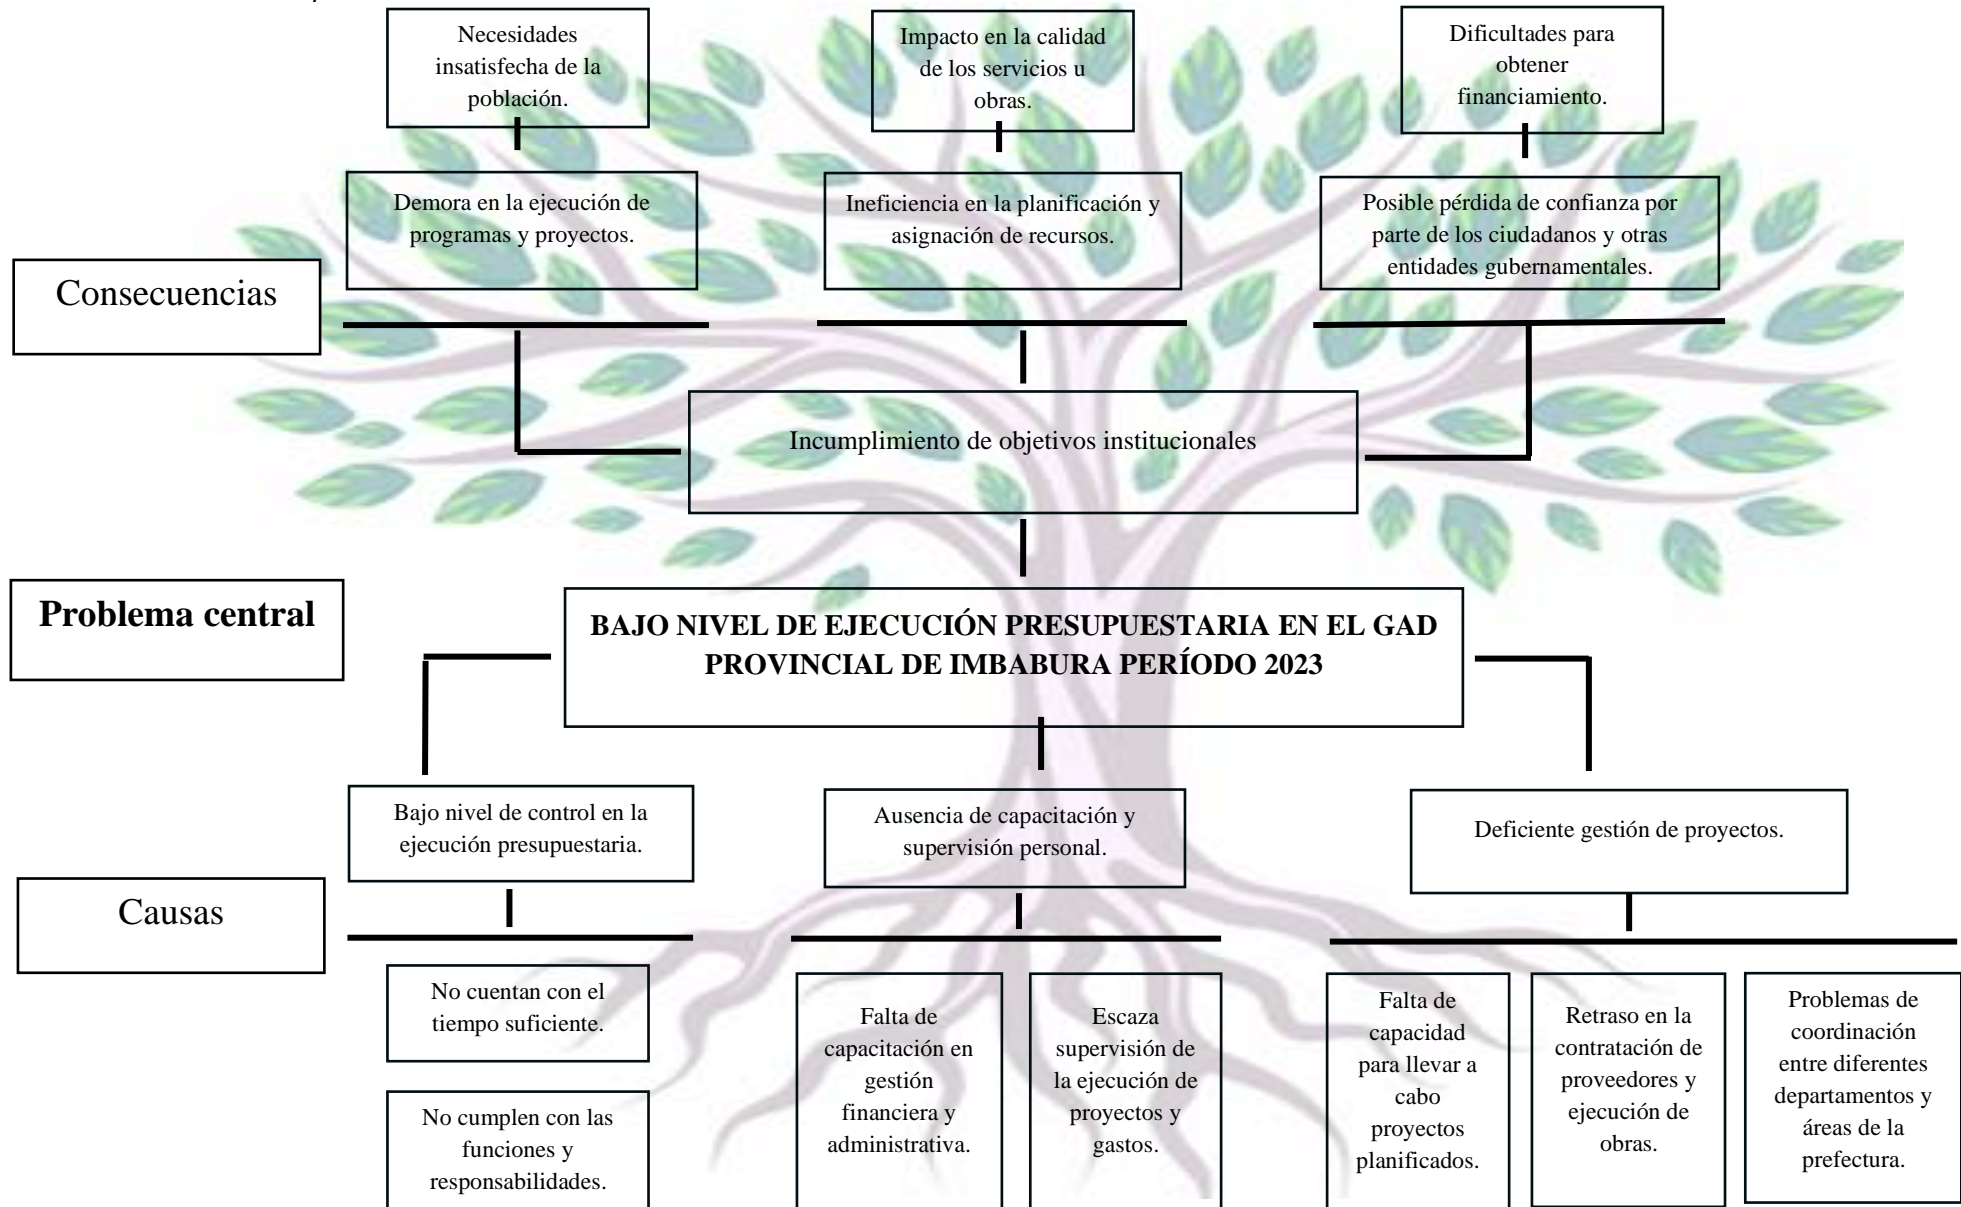 Necesidades
insatisfecha de la
población.
Impacto en la calidad
de los servicios u
obras.
Dificultades para
obtener
financiamiento.
Demora en la ejecución de
programas y proyectos.
Ineficiencia en la planificación y
asignación de recursos.
Posible pérdida de confianza por
parte de los ciudadanos y otras
entidades gubernamentales.
Consecuencias
Incumplimiento de objetivos institucionales
Problema central
BAJO NIVEL DE EJECUCIÓN PRESUPUESTARIA EN EL GAD
PROVINCIAL DE IMBABURA PERÍODO 2023
Bajo nivel de control en la
ejecución presupuestaria.
Ausencia de capacitación y
supervisión personal.
Deficiente gestión de proyectos.
Causas
No cuentan con el
tiempo suficiente.
No cumplen con las
funciones y
responsabilidades.
Falta de
capacitación en
gestión
financiera y
administrativa.
Escaza
supervisión de
la ejecución de
proyectos y
gastos.
Falta de
capacidad
para llevar a
cabo
proyectos
planificados.
Retraso en la
contratación de
proveedores y
ejecución de
obras.
Problemas de
coordinación
entre diferentes
departamentos y
áreas de la
prefectura.